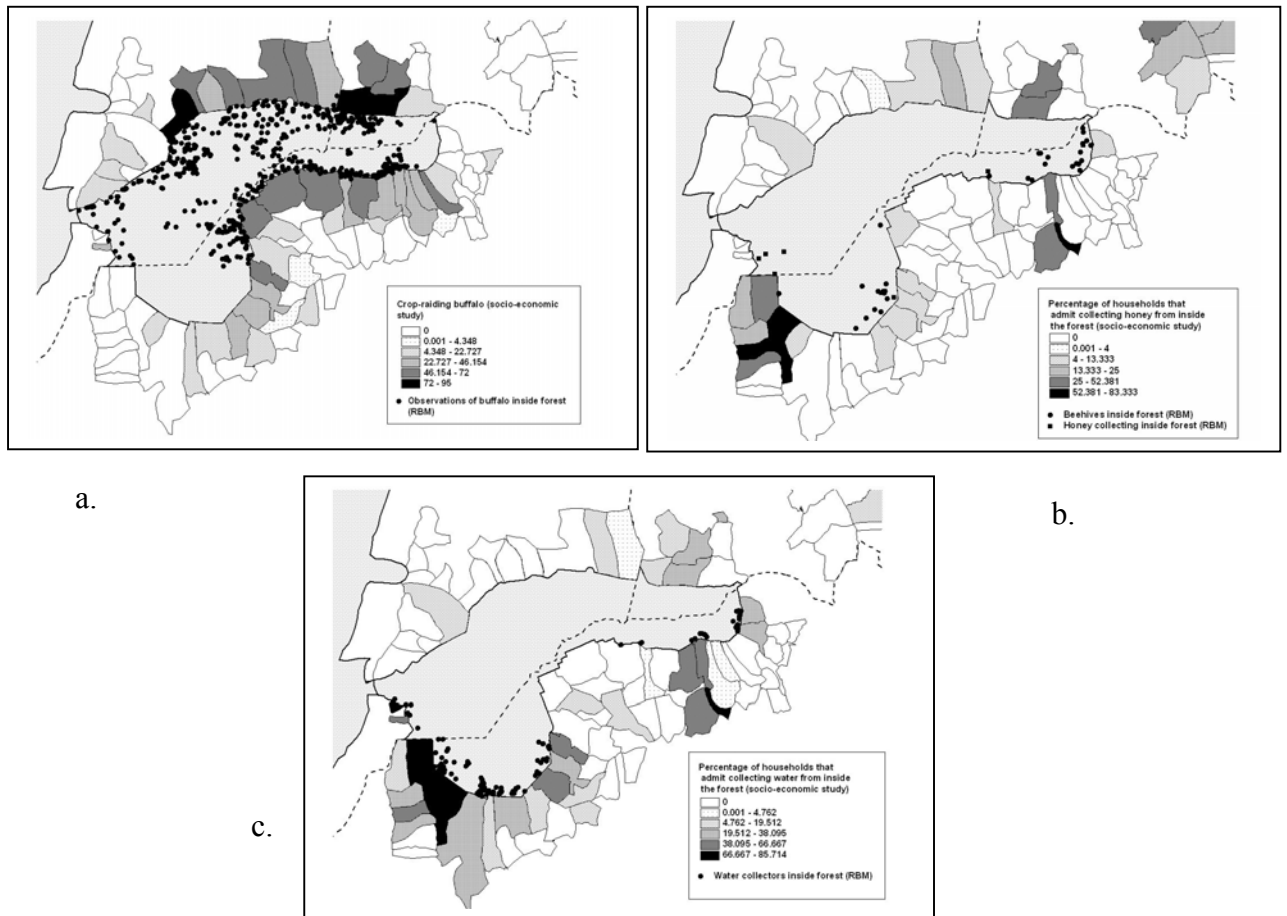 Crop-raiding buffalo (socio-economic
study)
0
0.001 - 4.348
4.348 - 22.727
22.727 - 46.154
46.154 - 72
72 - 95
Observations of buffalo inside forest
(RBM)
a.
Percentage of households that
admit collecting honey from inside
the forest (socio-economic study)
0
0.001 - 4
4 - 13.333
13.333 - 25
25 - 52.381
52.381 - 83.333
Beehives inside forest (RBM)
Honey collecting inside forest (RBM)
b.
Percentage of households that
admit collecting water from inside
the forest (socio-economic study)
0
0.001 - 4.762
4.762 - 19.512
19.512 - 38.095
38.095 - 66.667
66.667 - 85.714
Water collectors inside forest (RBM)
c.